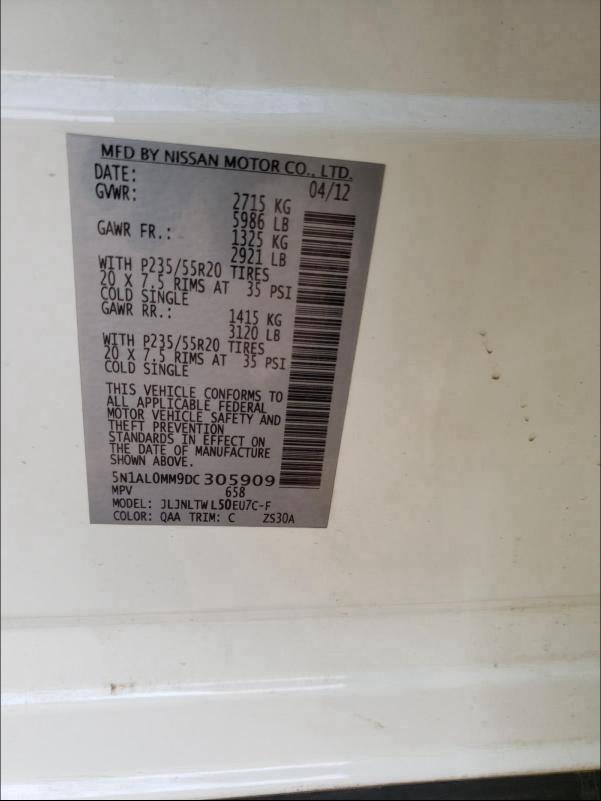 MFD BY NISSAN MOTOR CO., LTD.
DATE: 04/12
GVWR: 2715 KG
5986 LB
GAWR FR.: 1325 KG
2921 LB
WITH P235/55R20 TIRES
20 X 7.5 RIMS AT 35 PSI
COLD SINGLE
GAWR RR.: 1415 KG
3120 LB
WITH P235/55R20 TIRES
20 X 7.5 RIMS AT 35 PSI
COLD SINGLE
THIS VEHICLE CONFORMS TO
ALL APPLICABLE FEDERAL
MOTOR VEHICLE SAFETY AND
THEFT PREVENTION
STANDARDS IN EFFECT ON
THE DATE OF MANUFACTURE
SHOWN ABOVE.
5N1AL0MM9DC305909
MPV 658
MODEL: JLJNLTWL50EU7C-F
COLOR: QAA TRIM: C ZS30A